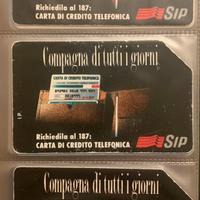 Richiedila al 187:
CARTA DI CREDITO TELEFONICA
SIP
Compagna di tutti i giorni
CARTA DI CREDITO TELEFONICA
Richiedila al 187:
CARTA DI CREDITO TELEFONICA
SIP
Compagna di tutti i giorni